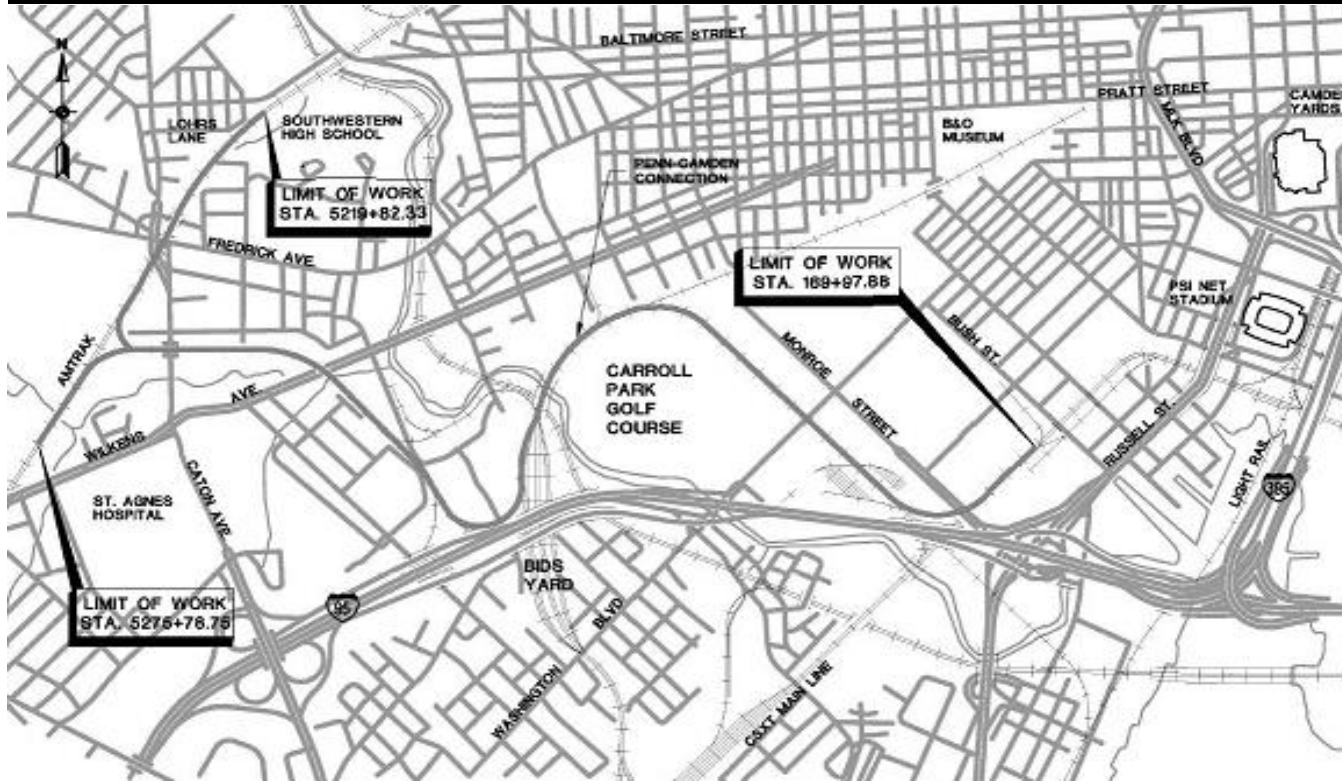 N
BALTIMORE STREET
PRATT STREET
CAMDE
YARDS
MLK BLVD
LOHRS
LANE
SOUTHWESTERN
HIGH SCHOOL
B&O
MUSEUM
PENN-CAMDEN
CONNECTION
LIMIT OF WORK
STA. 5219+82.33
FREDRICK AVE.
LIMIT OF WORK
STA. 169+97.88
PSI NET
STADIUM
BUSH ST.
AMTRAK
MONROE
STREET
CARROLL
PARK
GOLF
COURSE
WILKENS
AVE.
RUSSELL ST.
CATON AVE.
LIGHT RAIL
395
ST. AGNES
HOSPITAL
BIDS
YARD
95
LIMIT OF WORK
STA. 5275+76.75
WASHINGTON
BLVD
CSXT MAIN LINE